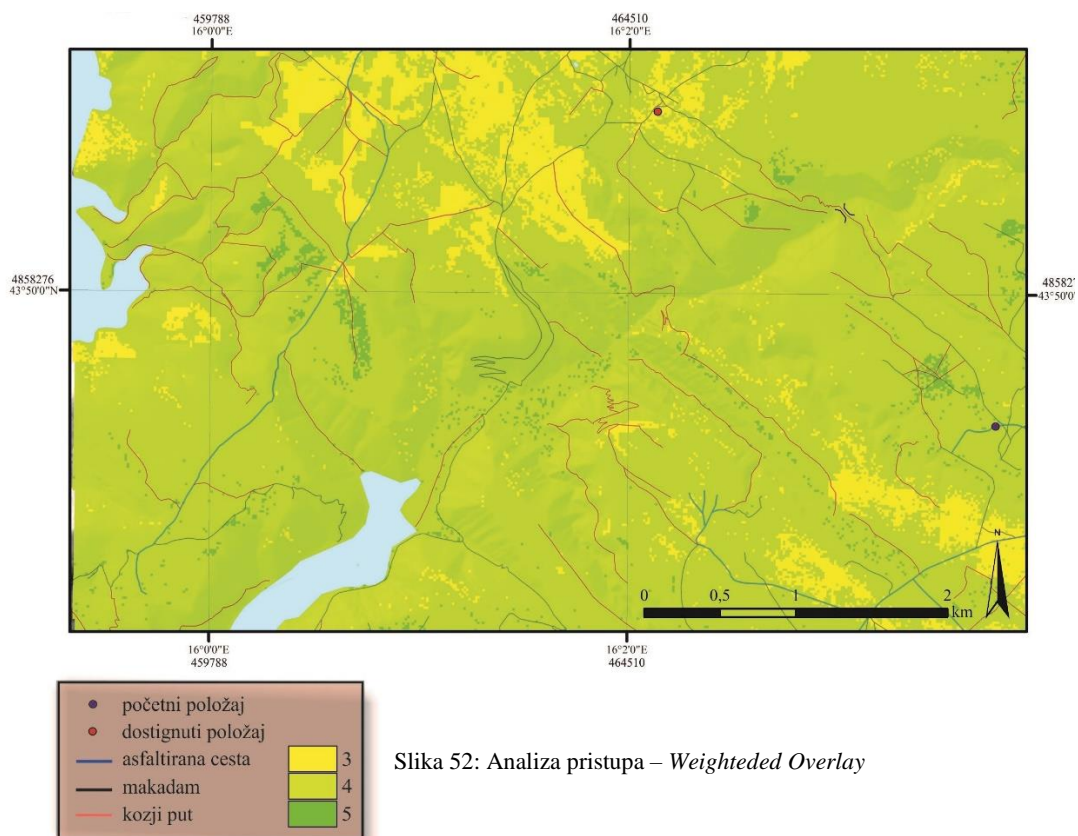 459788
16°0'0"E
464510
16°2'0"E
4858276
43°50'0"N
485827
43°50'0"N
N
0 0,5 1 2
km
16°0'0"E
459788
16°2'0"E
464510
početni položaj
dostignuti položaj
asfaltirana cesta
makadam
kozji put
3
4
5
Slika 52: Analiza pristupa – Weighteded Overlay